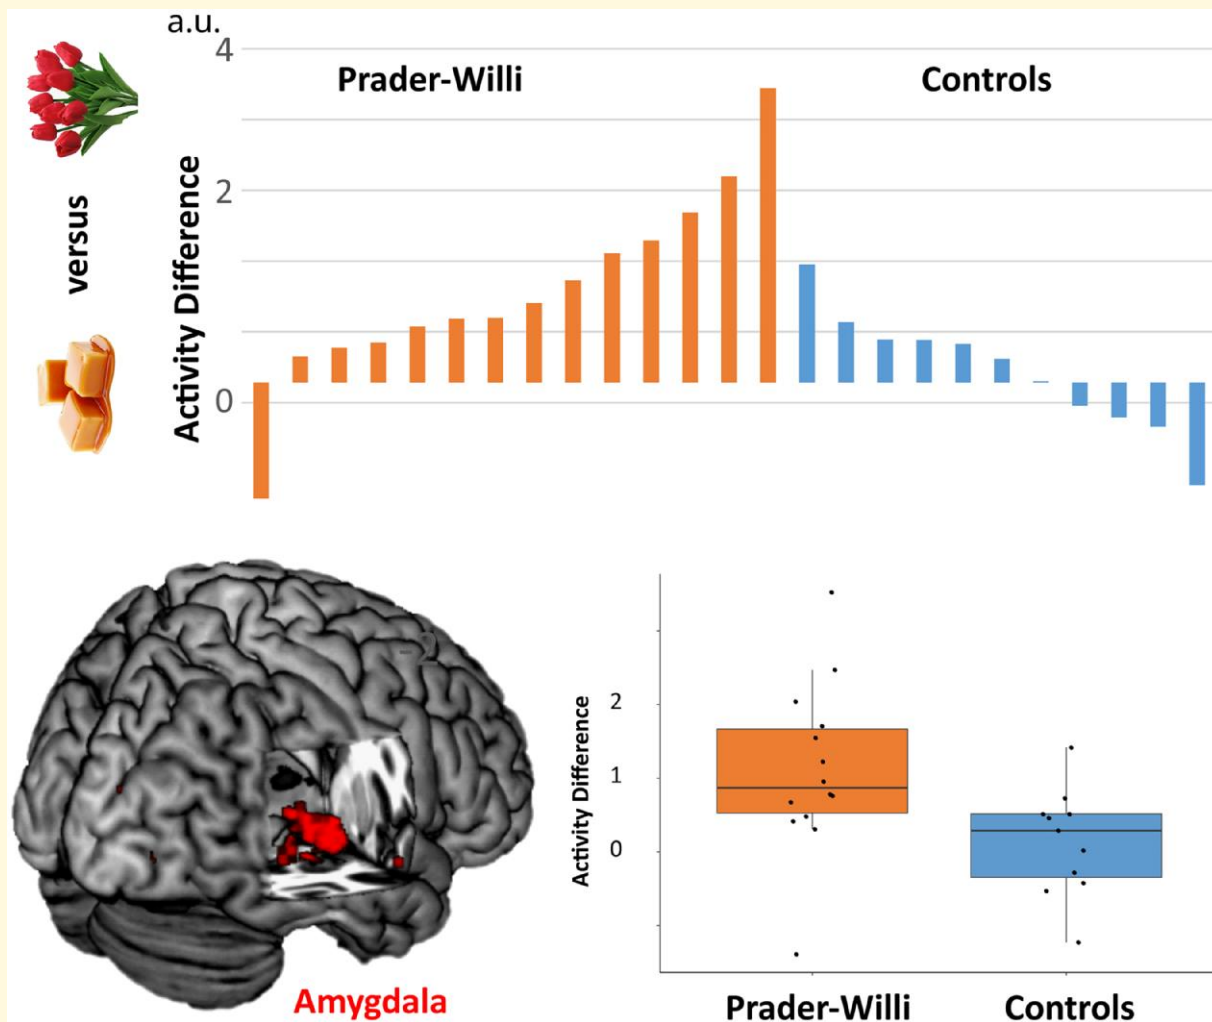 a.u.
4
Prader-Willi
Controls
2
versus
Activity Difference
0
2
1
0
Activity Difference
Amygdala
Prader-Willi
Controls